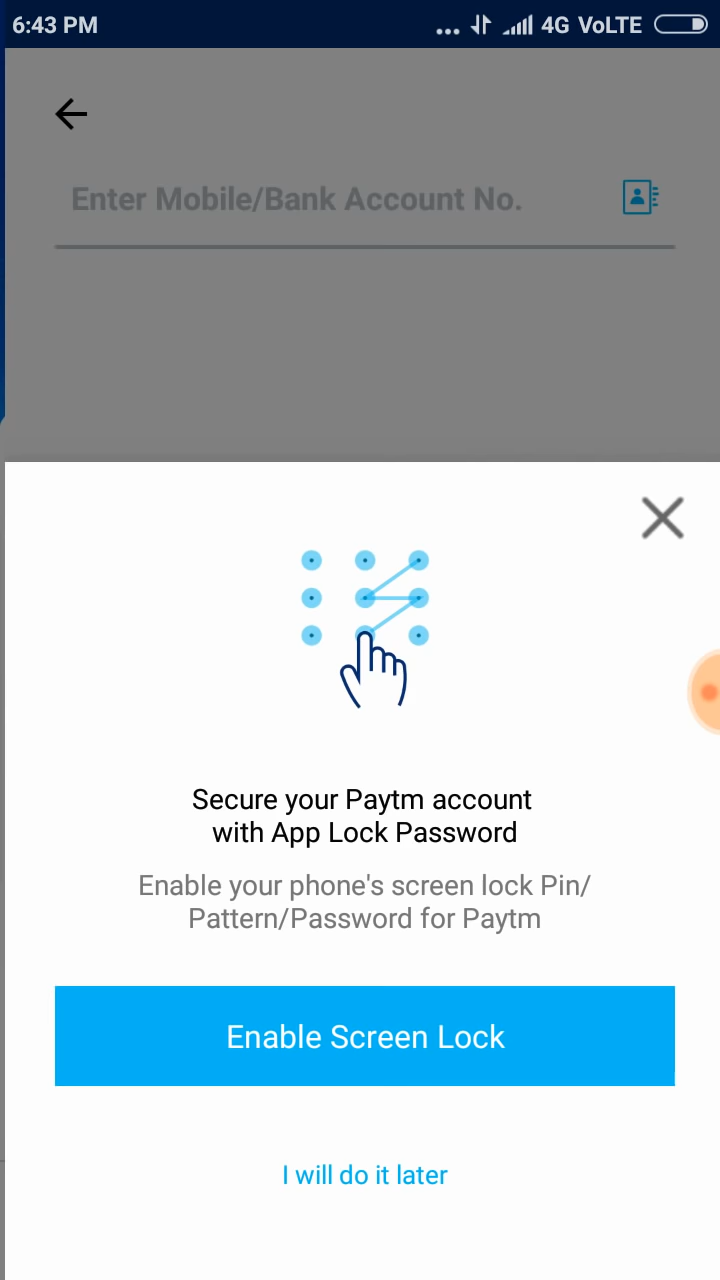 6:43 PM ... 4G VoLTE
Enter Mobile/Bank Account No.
Secure your Paytm account
with App Lock Password
Enable your phone's screen lock Pin/
Pattern/Password for Paytm
Enable Screen Lock
I will do it later